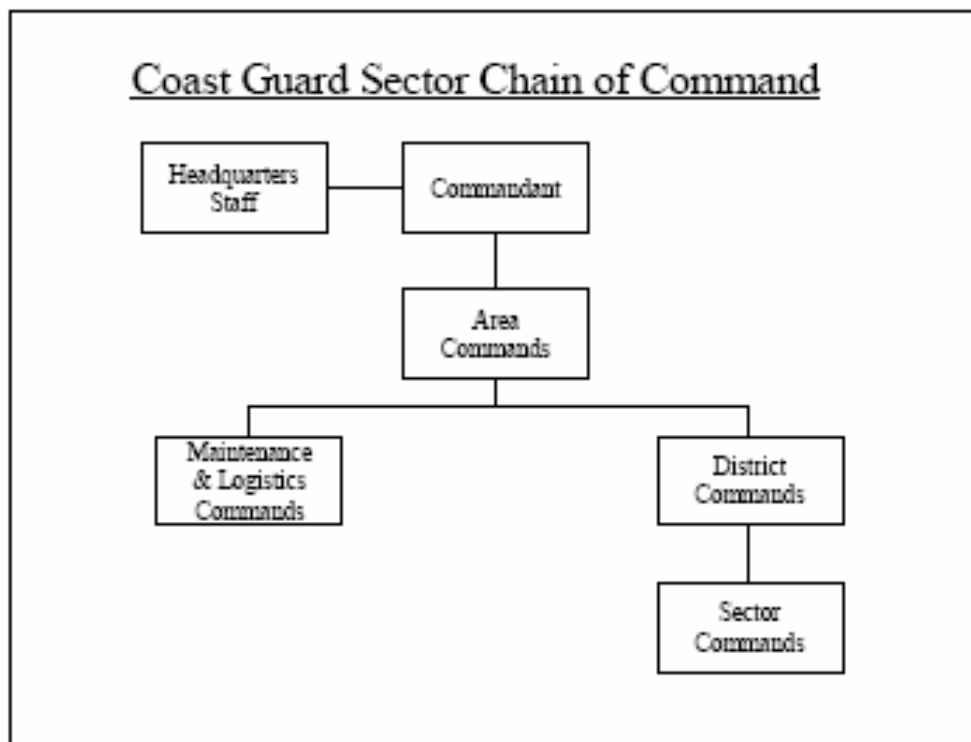 Coast Guard Sector Chain of Command
Headquarters
Staff
Commandant
Area
Commands
Maintenance
& Logistics
Commands
District
Commands
Sector
Commands